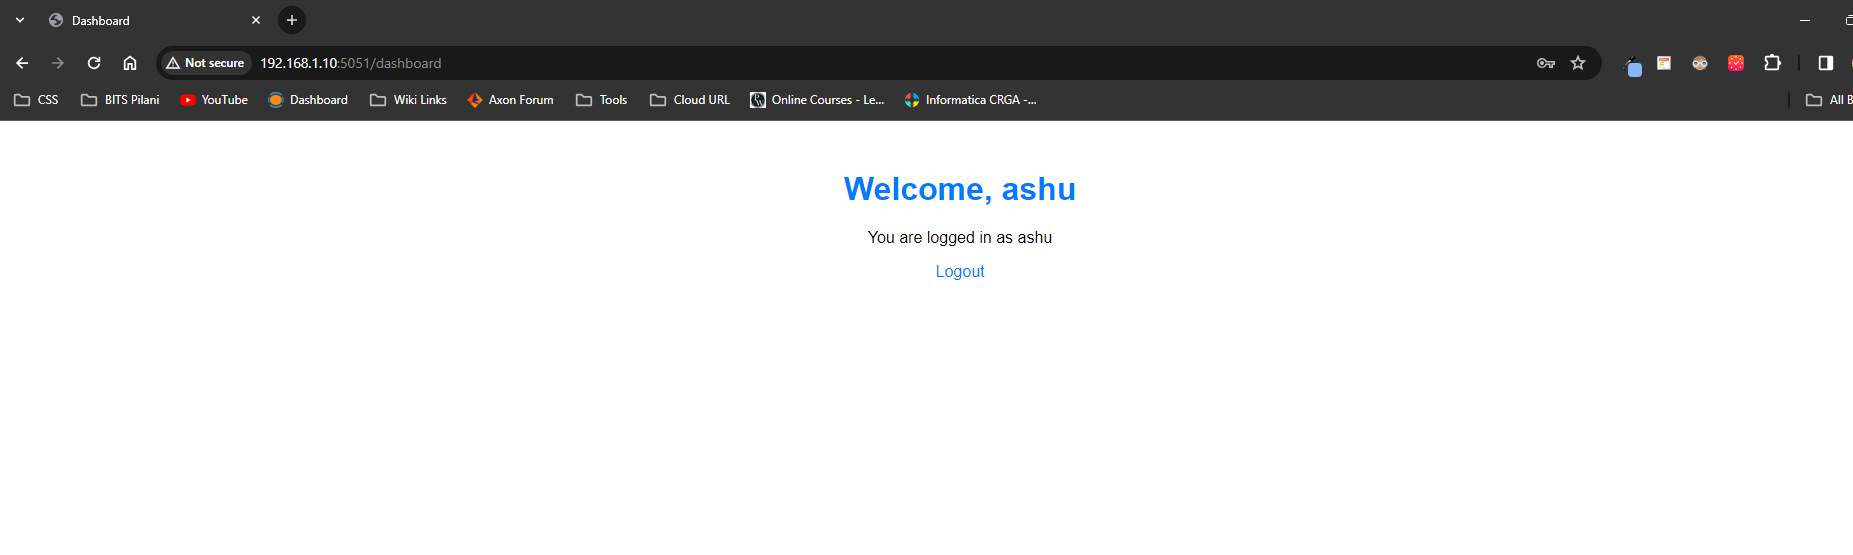 Dashboard
Not secure 192.168.1.10:5051/dashboard
CSS BITS Pilani YouTube Dashboard Wiki Links Axon Forum Tools Cloud URL Online Courses - Le... Informatica CRGA -... All B
Welcome, ashu
You are logged in as ashu
Logout